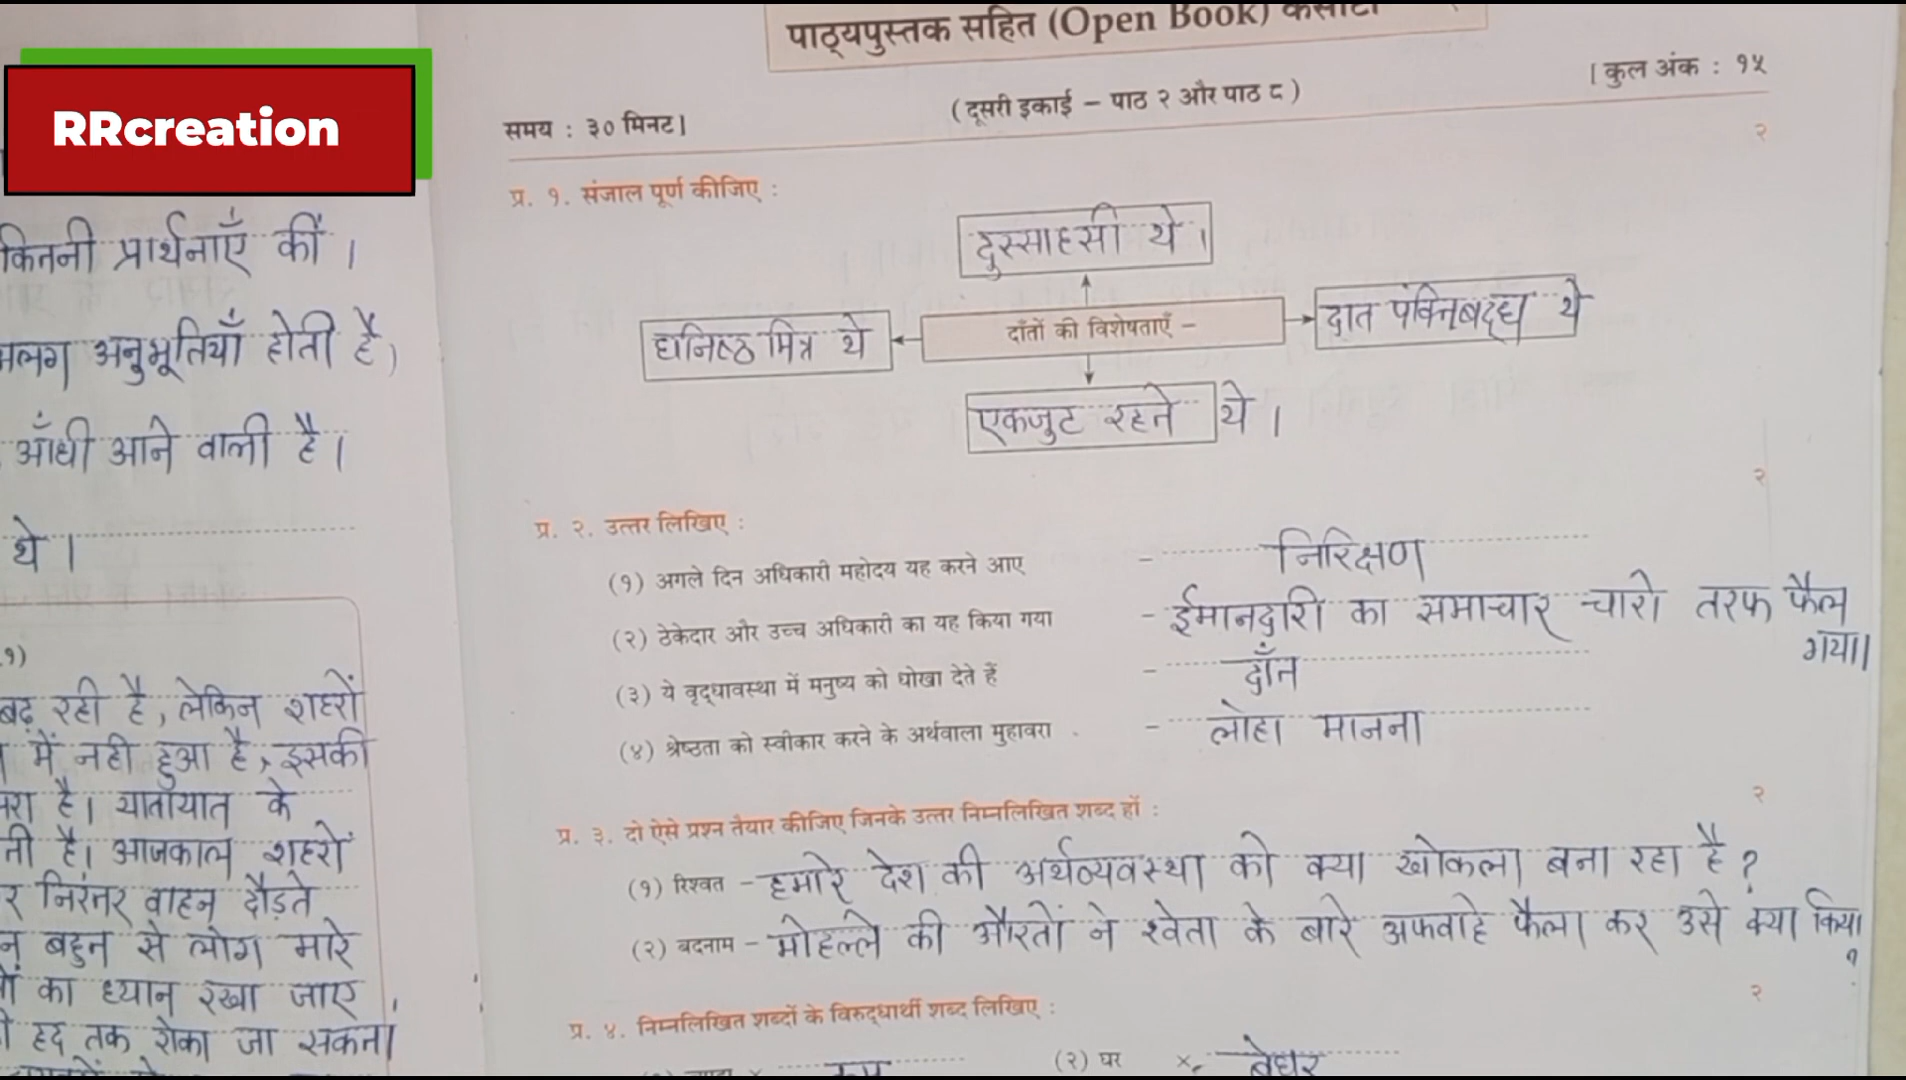 RRcreation
कितनी प्रार्थनाएँ कीं ।
अनुभूतियाँ होती है,
आँधी आने वाली है ।
थे ।
बढ़ रही है, लेकिन शहरों
में नही हुआ है, इसकी
है । यातायात के
है । आजकाल शहरों
निरंतर वाहन दौड़ते
बहुत से लोग मारे
का ध्यान रखा जाए
हद तक रोका जा सकता
पाठ्यपुस्तक सहित (Open Book) कसौटी
समय : ३० मिनट]
(दूसरी इकाई – पाठ २ और पाठ ८)
[कुल अंक : १५
प्र. १. संजाल पूर्ण कीजिए :
२
दुस्साहसी थे ।
घनिष्ठ मित्र थे
दाँतों की विशेषताएँ –
दात पंक्तिबद्ध थे
एकजुट रहते थे ।
प्र. २. उत्तर लिखिए :
२
(१) अगले दिन अधिकारी महोदय यह करने आए – निरिक्षण
(२) ठेकेदार और उच्च अधिकारी का यह किया गया – ईमानदारी का समाचार चारो तरफ फैल गया।
(३) ये वृद्धावस्था में मनुष्य को धोखा देते हैं – दाँत
(४) श्रेष्ठता को स्वीकार करने के अर्थवाला मुहावरा – लोहा मानना
प्र. ३. दो ऐसे प्रश्न तैयार कीजिए जिनके उत्तर निम्नलिखित शब्द हों :
२
(१) रिश्वत – हमारे देश की अर्थव्यवस्था को क्या खोकला बना रहा है ?
(२) बदनाम – मोहल्ले की औरतों ने श्वेता के बारे अफवाहे फैला कर उसे क्या किया ?
प्र. ४. निम्नलिखित शब्दों के विरुद्धार्थी शब्द लिखिए :
२
(२) घर × बेघर